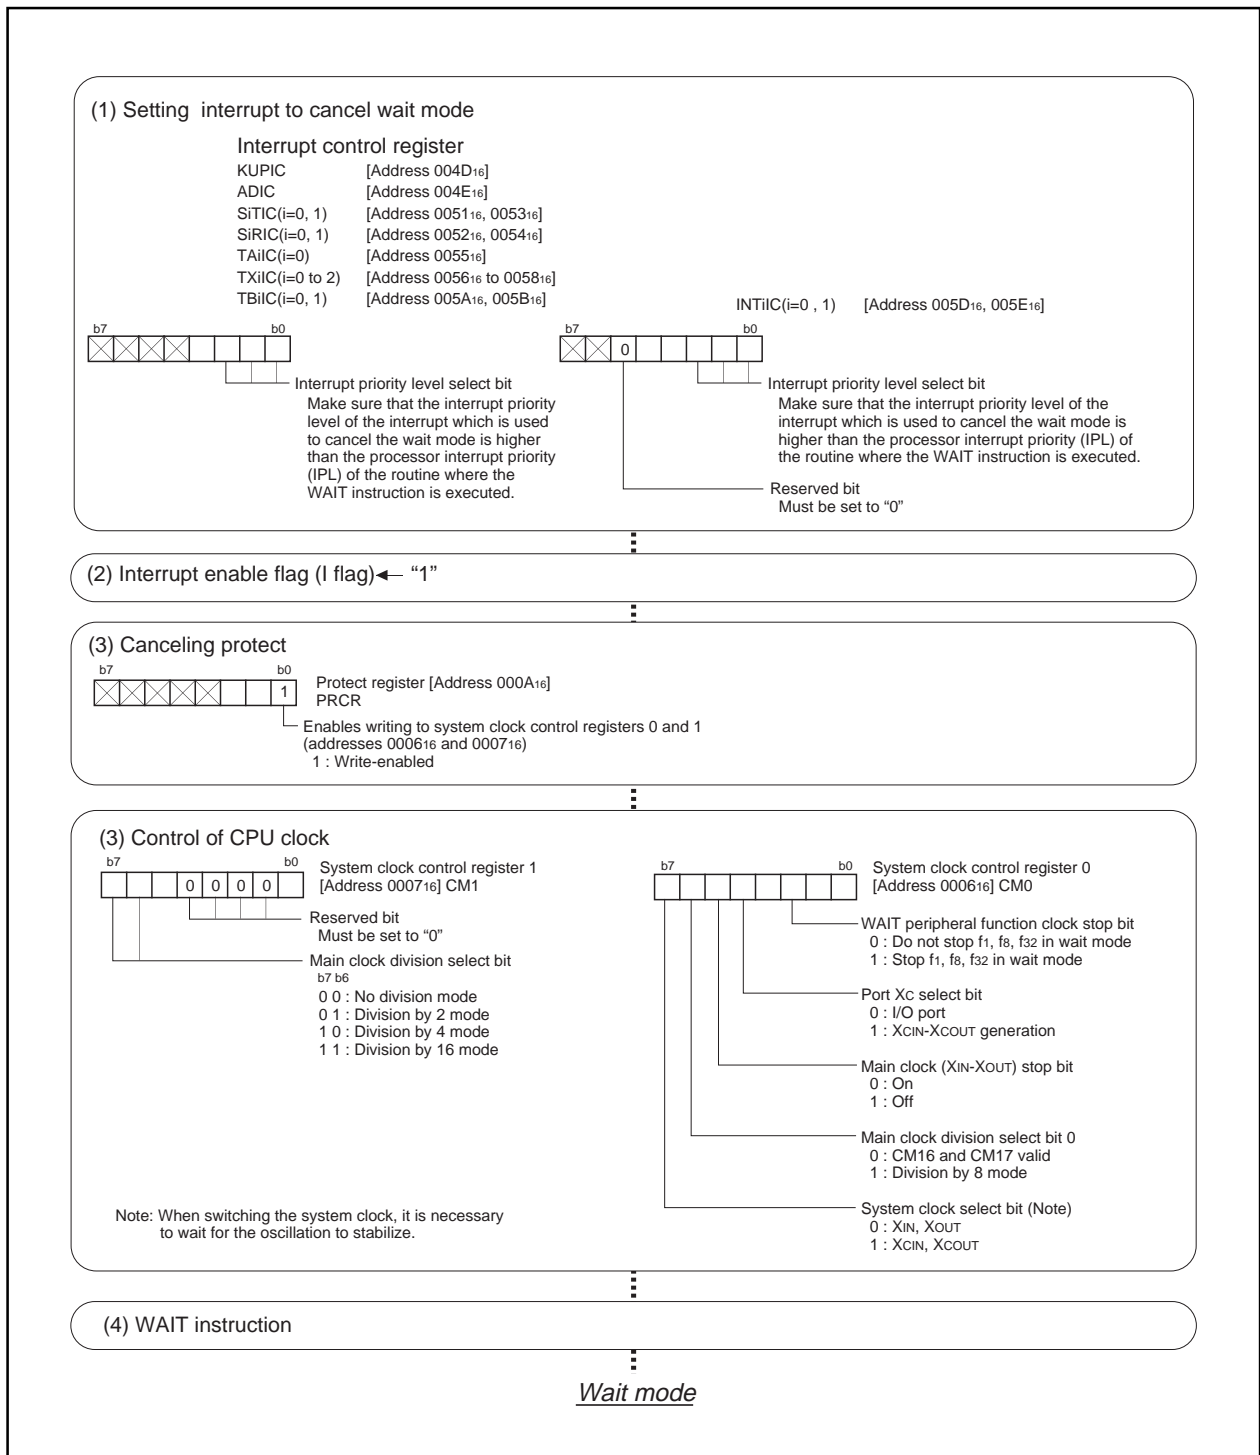 (1) Setting interrupt to cancel wait mode
Interrupt control register
KUPIC [Address 004D16]
ADIC [Address 004E16]
SiTIC(i=0, 1) [Address 005116, 005316]
SiRIC(i=0, 1) [Address 005216, 005416]
TAiIC(i=0) [Address 005516]
TXiIC(i=0 to 2) [Address 005616 to 005816]
TBiIC(i=0, 1) [Address 005A16, 005B16]
b7 b0
Interrupt priority level select bit
Make sure that the interrupt priority
level of the interrupt which is used
to cancel the wait mode is higher
than the processor interrupt priority
(IPL) of the routine where the
WAIT instruction is executed.
INTiIC(i=0 , 1) [Address 005D16, 005E16]
b7 b0
0
Interrupt priority level select bit
Make sure that the interrupt priority level of the
interrupt which is used to cancel the wait mode is
higher than the processor interrupt priority (IPL) of
the routine where the WAIT instruction is executed.
Reserved bit
Must be set to “0”
(2) Interrupt enable flag (I flag) ← “1”
(3) Canceling protect
b7 b0
1
Protect register [Address 000A16]
PRCR
Enables writing to system clock control registers 0 and 1
(addresses 000616 and 000716)
1 : Write-enabled
(3) Control of CPU clock
b7 b0
0 0 0 0
System clock control register 1
[Address 000716] CM1
Reserved bit
Must be set to “0”
Main clock division select bit
b7 b6
0 0 : No division mode
0 1 : Division by 2 mode
1 0 : Division by 4 mode
1 1 : Division by 16 mode
Note: When switching the system clock, it is necessary
to wait for the oscillation to stabilize.
b7 b0
System clock control register 0
[Address 000616] CM0
WAIT peripheral function clock stop bit
0 : Do not stop f1, f8, f32 in wait mode
1 : Stop f1, f8, f32 in wait mode
Port XC select bit
0 : I/O port
1 : XCIN-XCOUT generation
Main clock (XIN-XOUT) stop bit
0 : On
1 : Off
Main clock division select bit 0
0 : CM16 and CM17 valid
1 : Division by 8 mode
System clock select bit (Note)
0 : XIN, XOUT
1 : XCIN, XCOUT
(4) WAIT instruction
Wait mode